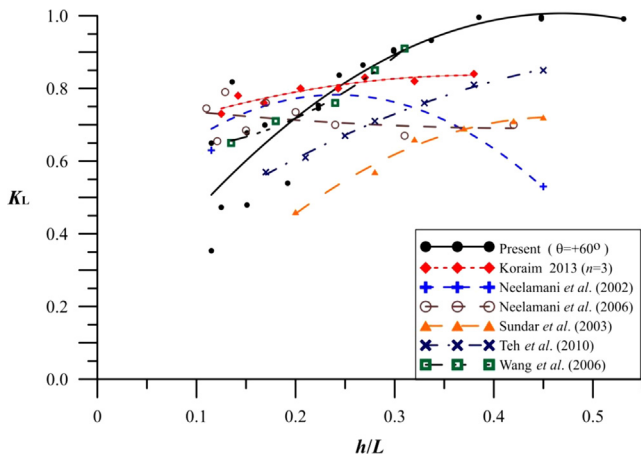 1.0
0.8
0.6
0.4
0.2
0.0
KL
0
0.1
0.2
0.3
0.4
0.5
h/L
Present ( θ=+60º )
Koraim 2013 (n=3)
Neelamani et al. (2002)
Neelamani et al. (2006)
Sundar et al. (2003)
Teh et al. (2010)
Wang et al. (2006)